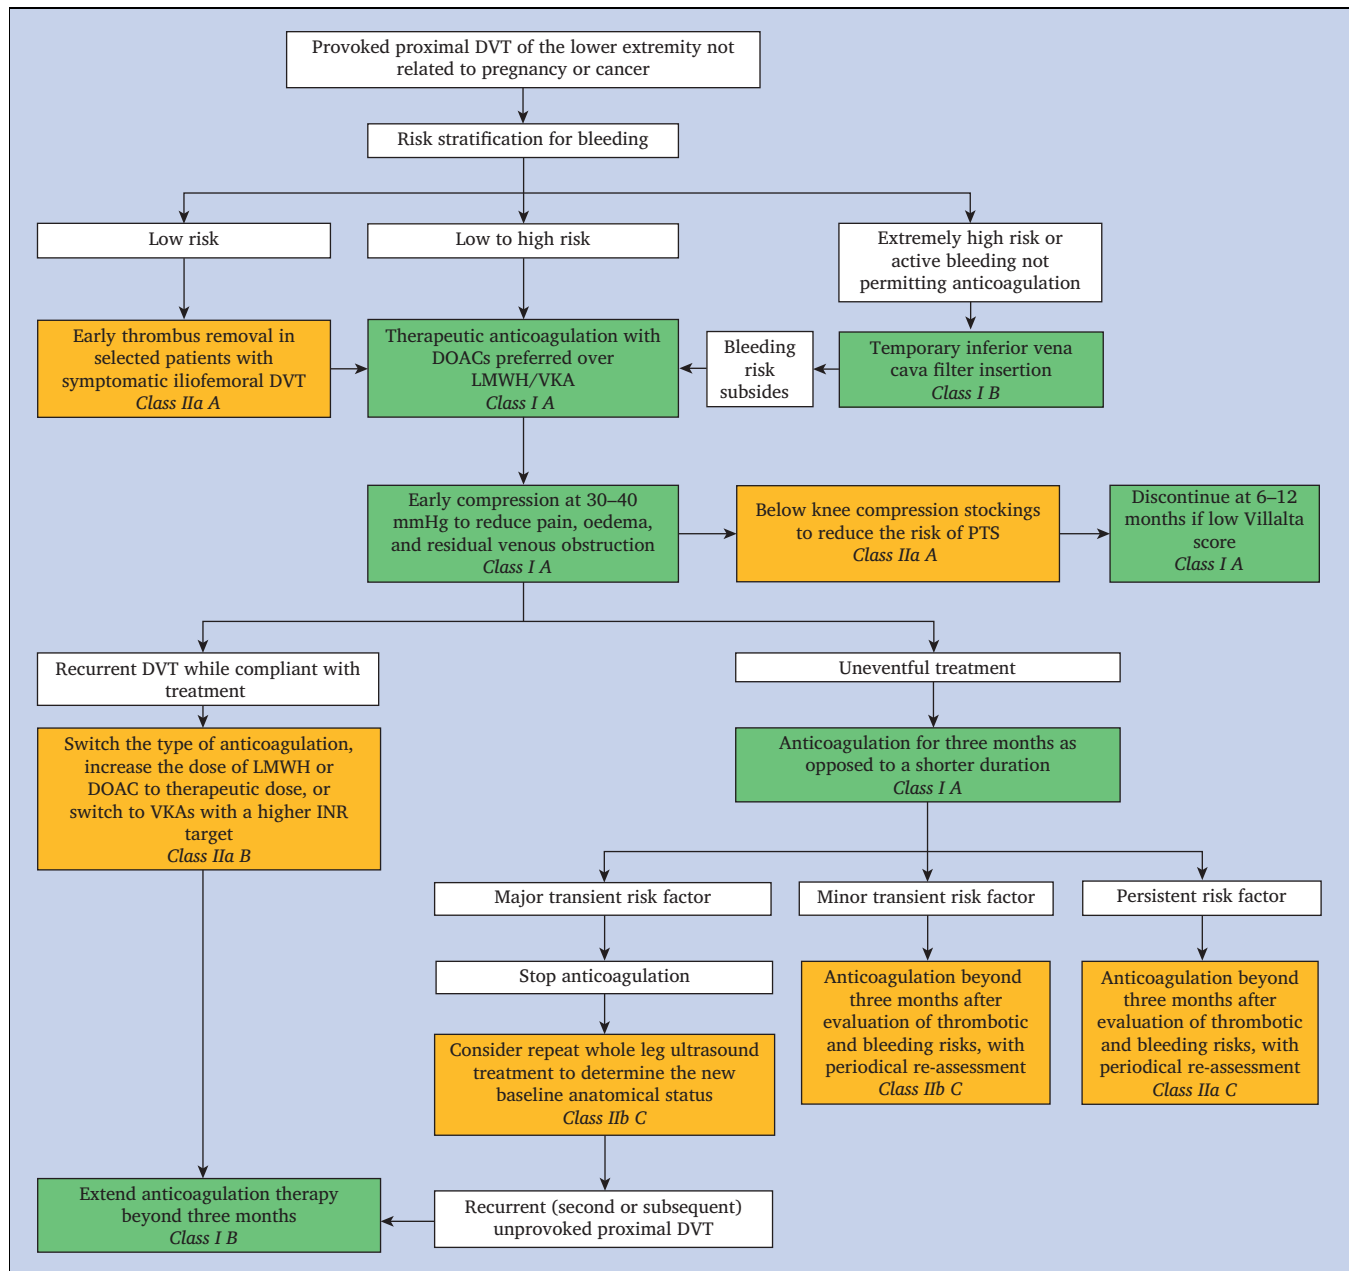 Provoked proximal DVT of the lower extremity not
related to pregnancy or cancer
Risk stratification for bleeding
Low risk
Low to high risk
Extremely high risk or
active bleeding not
permitting anticoagulation
Early thrombus removal in
selected patients with
symptomatic iliofemoral DVT
Class IIa A
Therapeutic anticoagulation with
DOACs preferred over
LMWH/VKA
Class I A
Bleeding
risk
subsides
Temporary inferior vena
cava filter insertion
Class I B
Early compression at 30–40
mmHg to reduce pain, oedema,
and residual venous obstruction
Class I A
Below knee compression stockings
to reduce the risk of PTS
Class IIa A
Discontinue at 6–12
months if low Villalta
score
Class I A
Recurrent DVT while compliant with
treatment
Uneventful treatment
Switch the type of anticoagulation,
increase the dose of LMWH or
DOAC to therapeutic dose, or
switch to VKAs with a higher INR
target
Class IIa B
Anticoagulation for three months as
opposed to a shorter duration
Class I A
Major transient risk factor
Minor transient risk factor
Persistent risk factor
Stop anticoagulation
Anticoagulation beyond
three months after
evaluation of thrombotic
and bleeding risks, with
periodical re-assessment
Class IIb C
Anticoagulation beyond
three months after
evaluation of thrombotic
and bleeding risks, with
periodical re-assessment
Class IIa C
Consider repeat whole leg ultrasound
treatment to determine the new
baseline anatomical status
Class IIb C
Extend anticoagulation therapy
beyond three months
Class I B
Recurrent (second or subsequent)
unprovoked proximal DVT